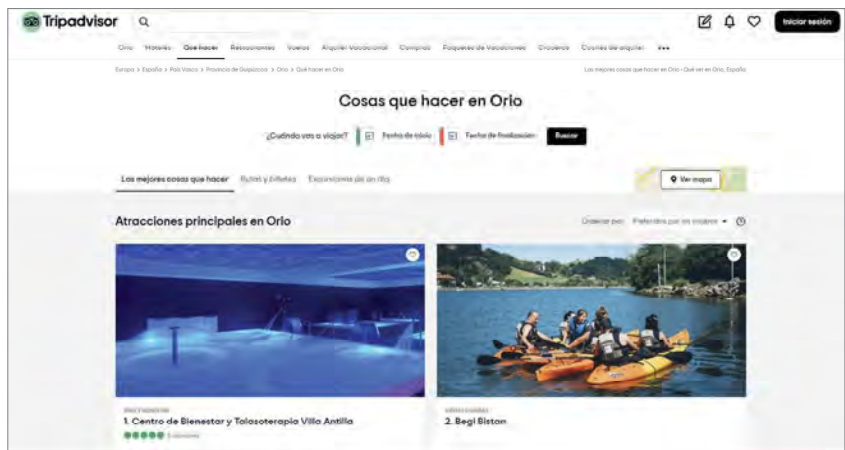 Tripadvisor
Iniciar sesión
Orio Hoteles Qué hacer Restaurantes Vuelos Alquiler vacacional Compras Paquetes de vacaciones Cruceros Coches de alquiler
Europa > España > País Vasco > Provincia de Guipúzcoa > Orio > Qué hacer en Orio
Las mejores cosas que hacer en Orio - Qué ver en Orio, España
Cosas que hacer en Orio
¿Cuándo vas a viajar? Fecha de inicio Fecha de finalización Buscar
Las mejores cosas que hacer Rutas y billetes Excursiones de un día
Ver mapa
Atracciones principales en Orio
Ordenar por: Preferidos por los viajeros
1. Centro de Bienestar y Talasoterapia Villa Antilla
opiniones
2. Begi Bistan